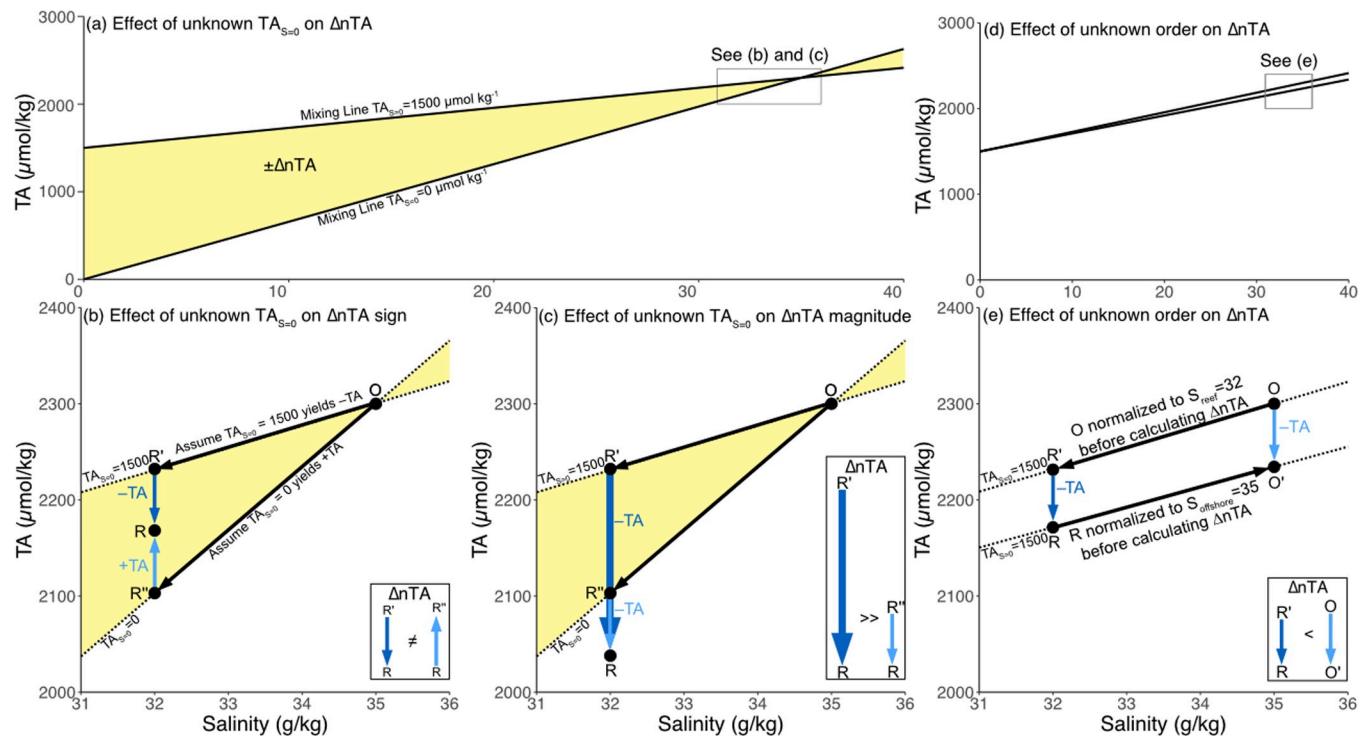 (a) Effect of unknown TA_S=0 on ΔnTA
3000
2000
1000
0
TA (µmol/kg)
Mixing Line TA_S=0=1500 µmol kg⁻¹
±ΔnTA
Mixing Line TA_S=0=0 µmol kg⁻¹
See (b) and (c)
0 10 20 30 40
(d) Effect of unknown order on ΔnTA
3000
2000
1000
0
TA (µmol/kg)
See (e)
0 10 20 30 40
(b) Effect of unknown TA_S=0 on ΔnTA sign
2400
2300
2200
2100
2000
TA (µmol/kg)
O
Assume TA_S=0 = 1500 yields –TA
TA_S=0=1500
R'
–TA
R
+TA
R"
Assume TA_S=0 = 0 yields +TA
TA_S=0=0
ΔnTA
R' R"
≠
R R
31 32 33 34 35 36
Salinity (g/kg)
(c) Effect of unknown TA_S=0 on ΔnTA magnitude
2400
2300
2200
2100
2000
TA (µmol/kg)
O
TA_S=0=1500
R'
–TA
R"
–TA
TA_S=0=0
R
ΔnTA
R'
>> R"
R R
31 32 33 34 35 36
Salinity (g/kg)
(e) Effect of unknown order on ΔnTA
2400
2300
2200
2100
2000
TA (µmol/kg)
O
O normalized to S_reef=32
before calculating ΔnTA
–TA
TA_S=0=1500
R'
–TA
O'
R normalized to S_offshore=35
before calculating ΔnTA
TA_S=0=1500
R
ΔnTA
R' O
<
R O'
31 32 33 34 35 36
Salinity (g/kg)